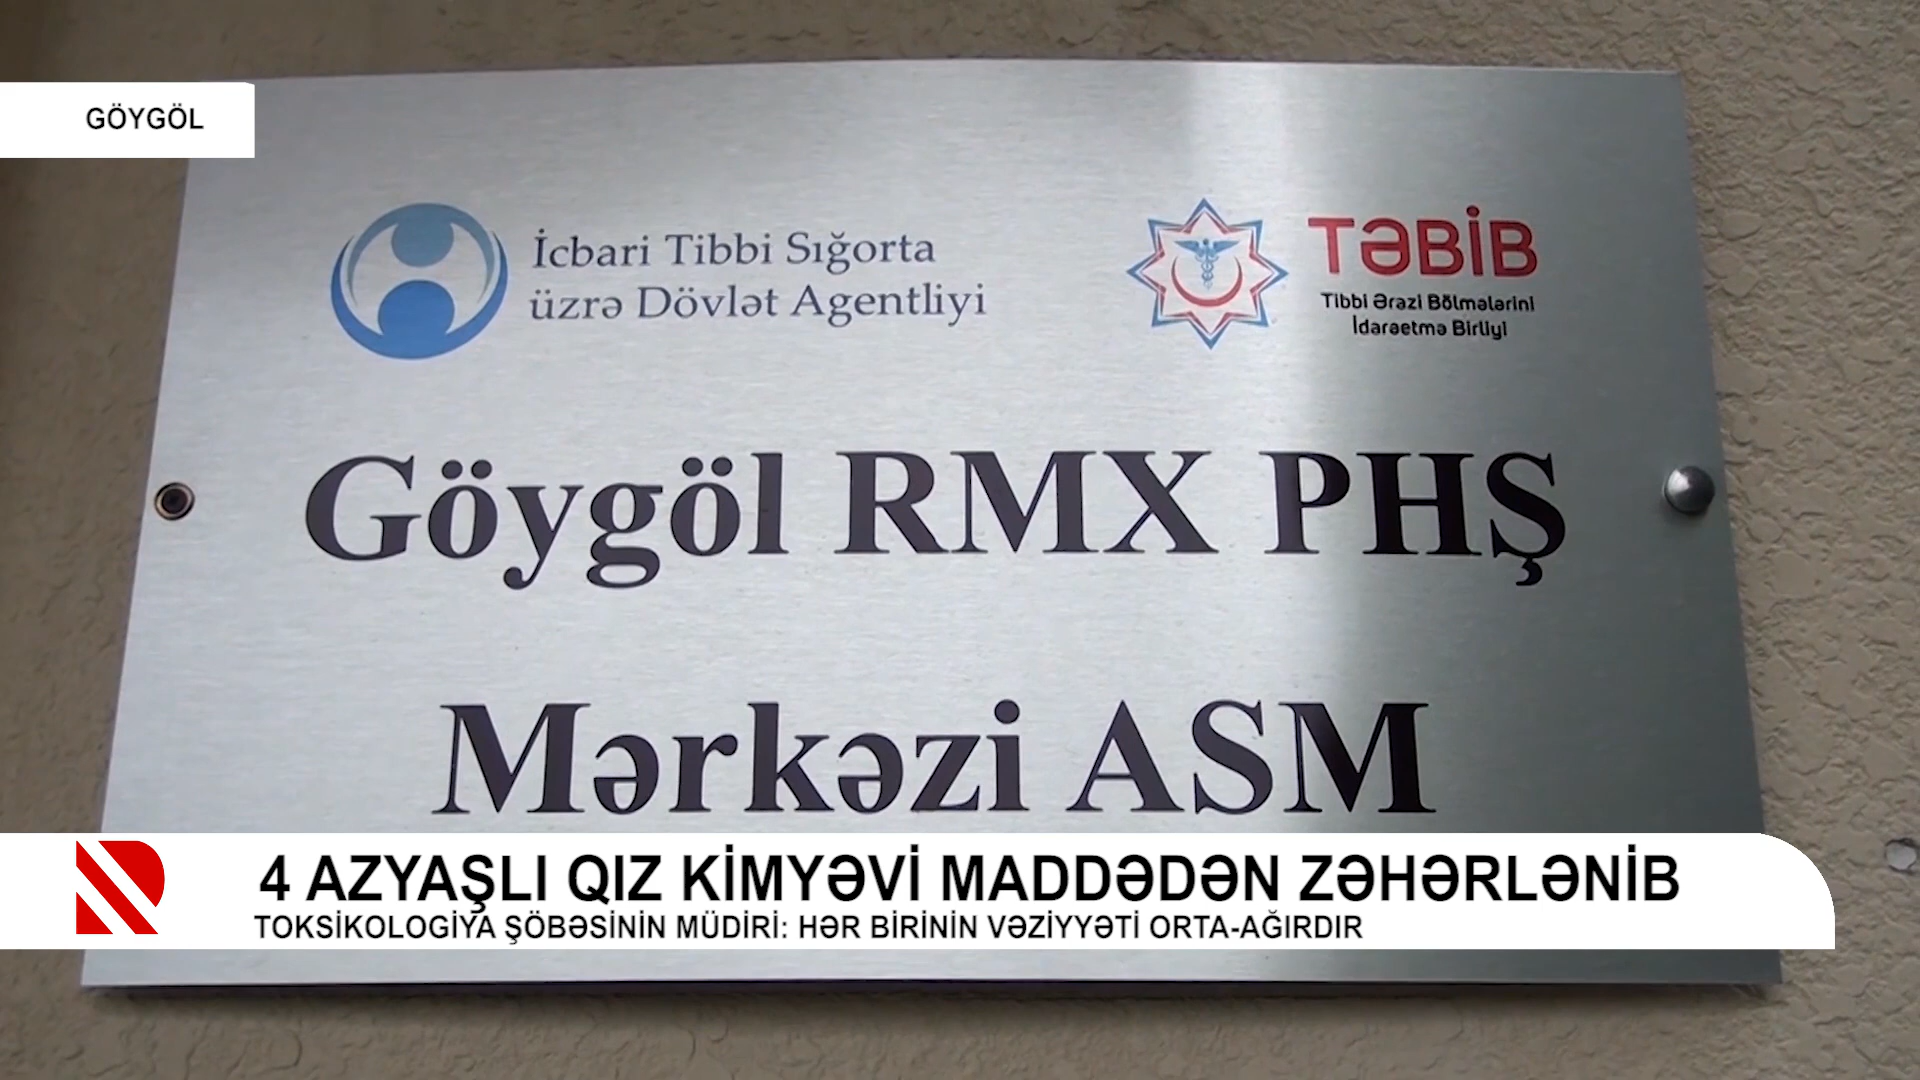 GÖYGÖL
İcbari Tibbi Sığorta
üzrə Dövlət Agentliyi
TƏBİB
Tibbi Ərazi Bölmələrini
İdarəetmə Birliyi
Göygöl RMX PHŞ
Mərkəzi ASM
4 AZYAŞLI QIZ KİMYƏVİ MADDƏDƏN ZƏHƏRLƏNİB
TOKSİKOLOGİYA ŞÖBƏSİNİN MÜDİRİ: HƏR BİRİNİN VƏZİYYƏTİ ORTA-AĞIRDIR